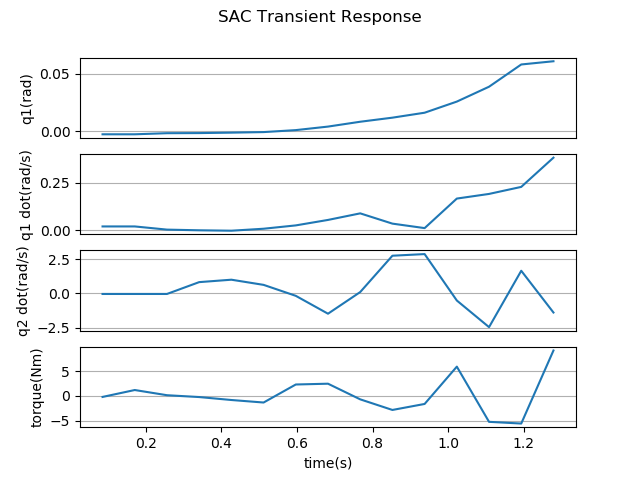 SAC Transient Response
0.05
0.00
q1(rad)
0.25
0.00
q1 dot(rad/s)
2.5
0.0
−2.5
q2 dot(rad/s)
5
0
−5
torque(Nm)
0.2 0.4 0.6 0.8 1.0 1.2
time(s)